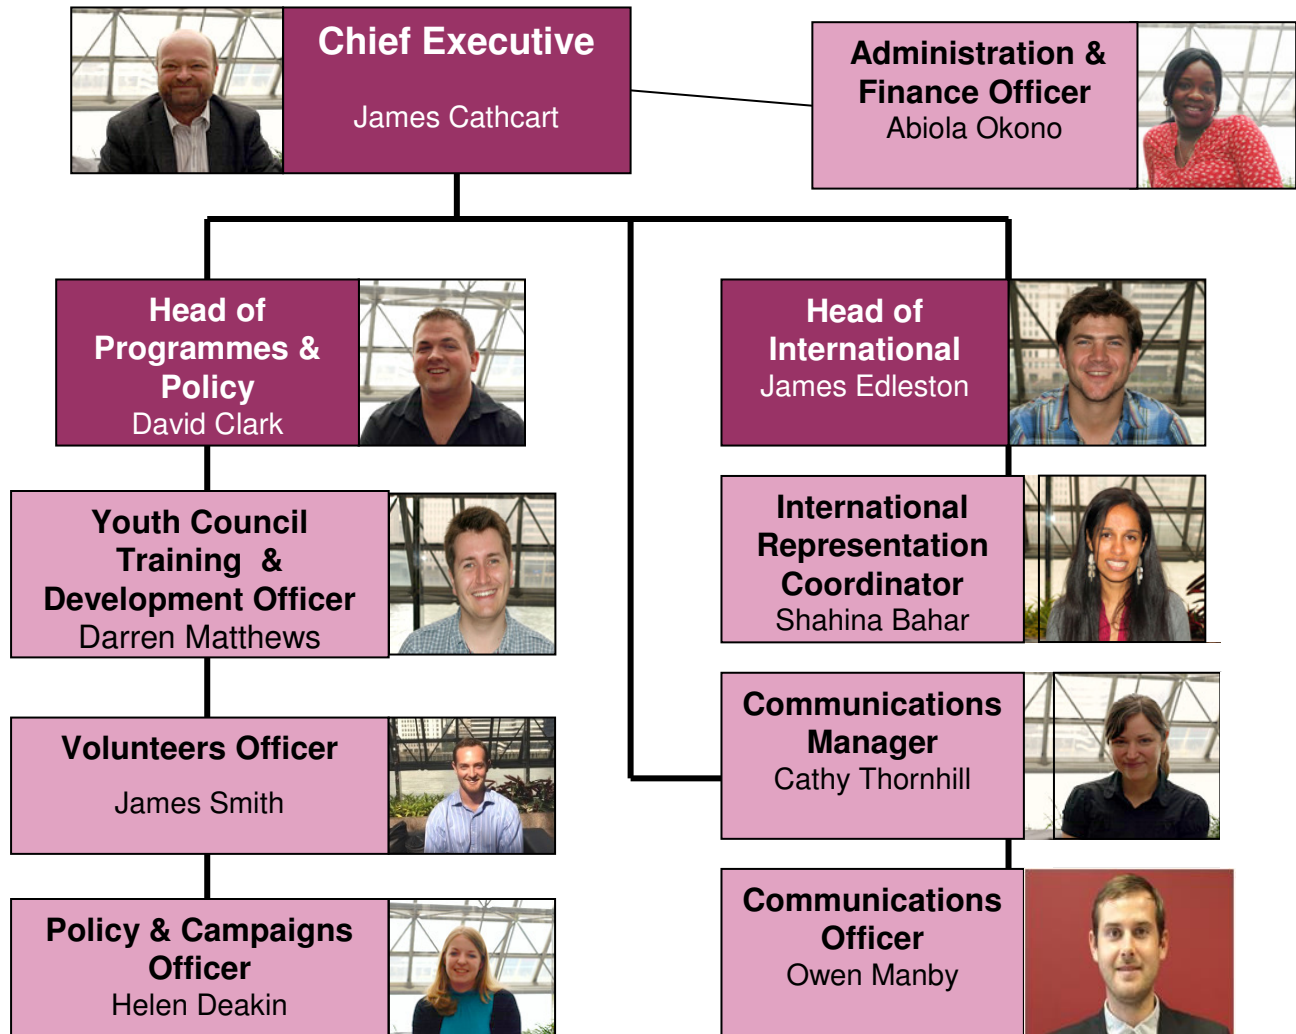 Chief Executive
James Cathcart
Administration &
Finance Officer
Abiola Okono
Head of
Programmes &
Policy
David Clark
Head of
International
James Edleston
Youth Council
Training &
Development Officer
Darren Matthews
International
Representation
Coordinator
Shahina Bahar
Volunteers Officer
James Smith
Communications
Manager
Cathy Thornhill
Policy & Campaigns
Officer
Helen Deakin
Communications
Officer
Owen Manby